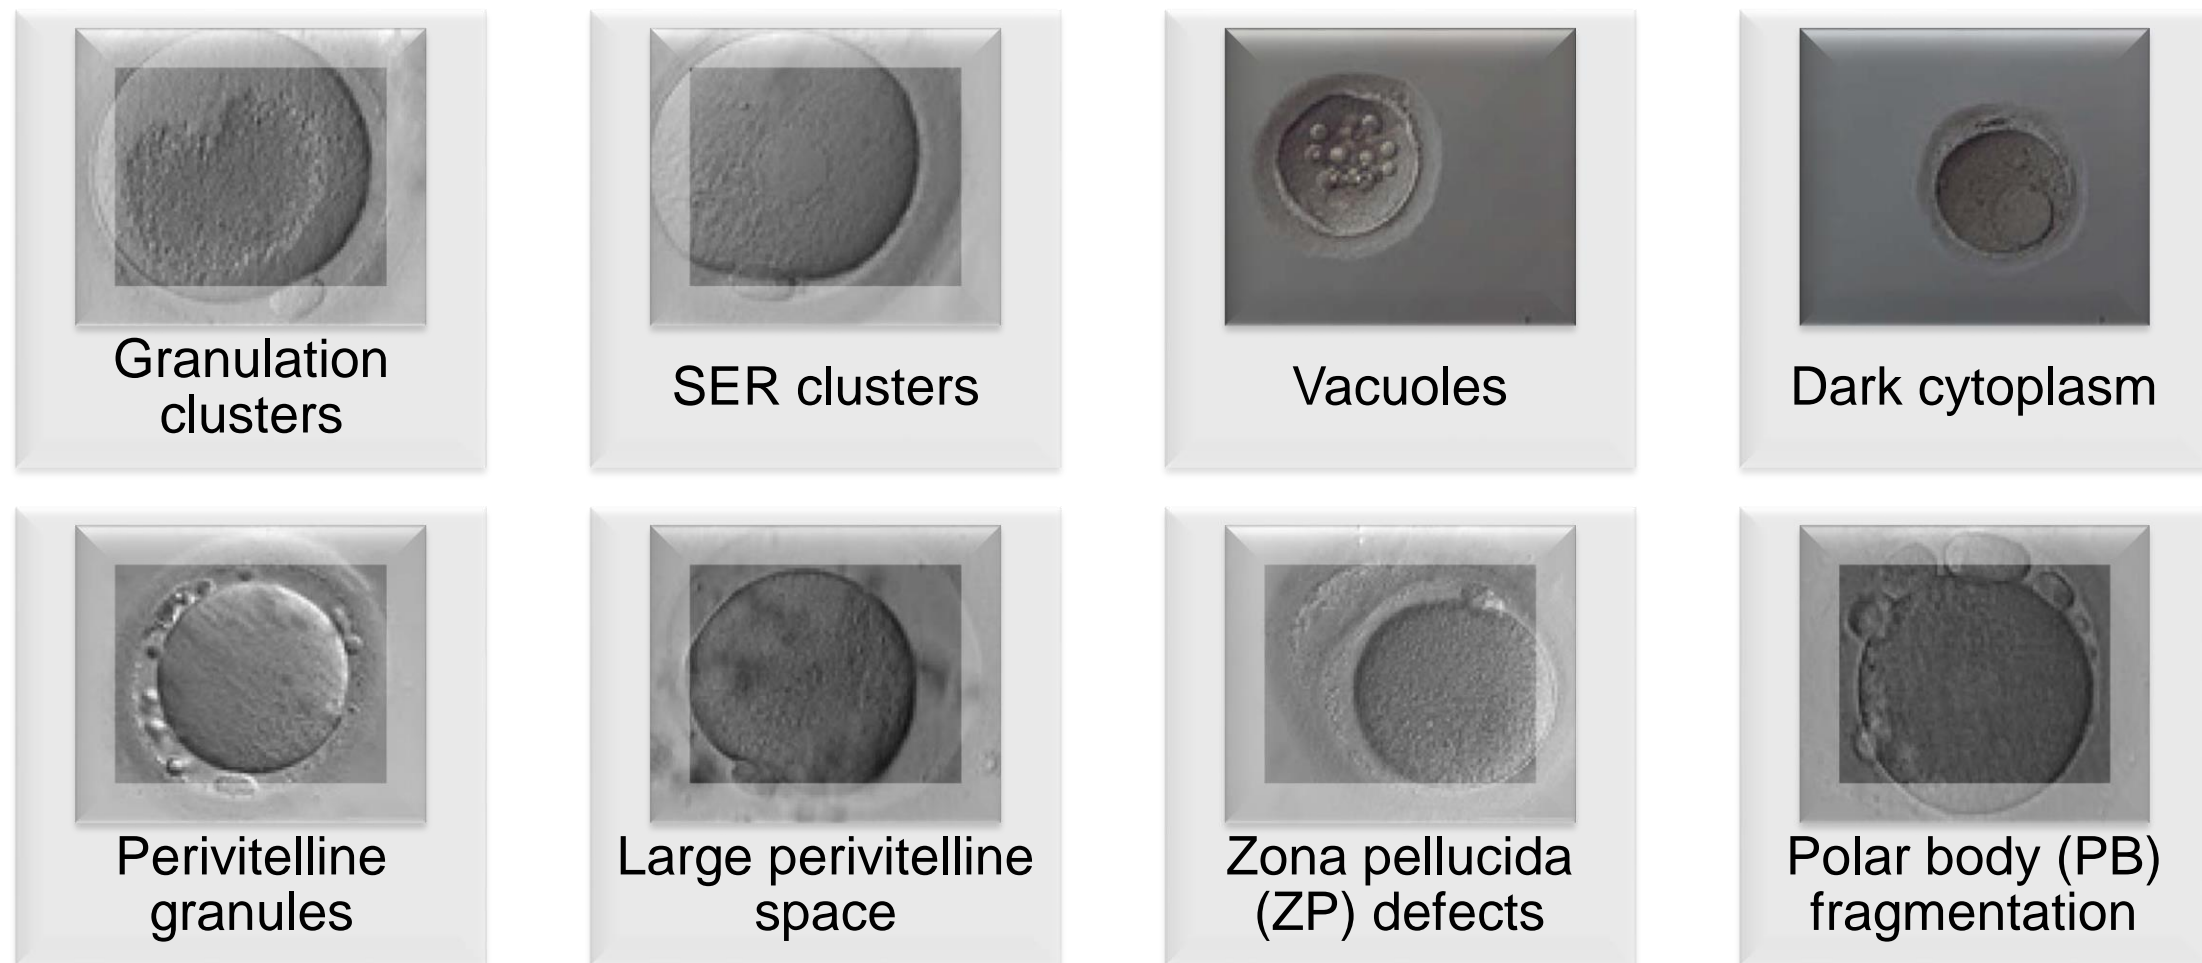 Granulation
clusters
SER clusters
Vacuoles
Dark cytoplasm
Perivitelline
granules
Large perivitelline
space
Zona pellucida
(ZP) defects
Polar body (PB)
fragmentation